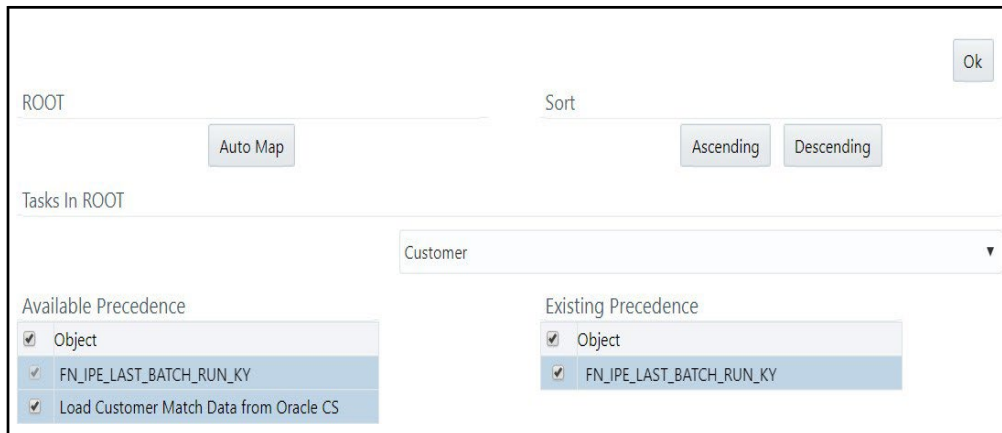 Ok
ROOT
Sort
Auto Map
Ascending
Descending
Tasks In ROOT
Customer
Available Precedence
Existing Precedence
Object
Object
FN_IPE_LAST_BATCH_RUN_KY
FN_IPE_LAST_BATCH_RUN_KY
Load Customer Match Data from Oracle CS